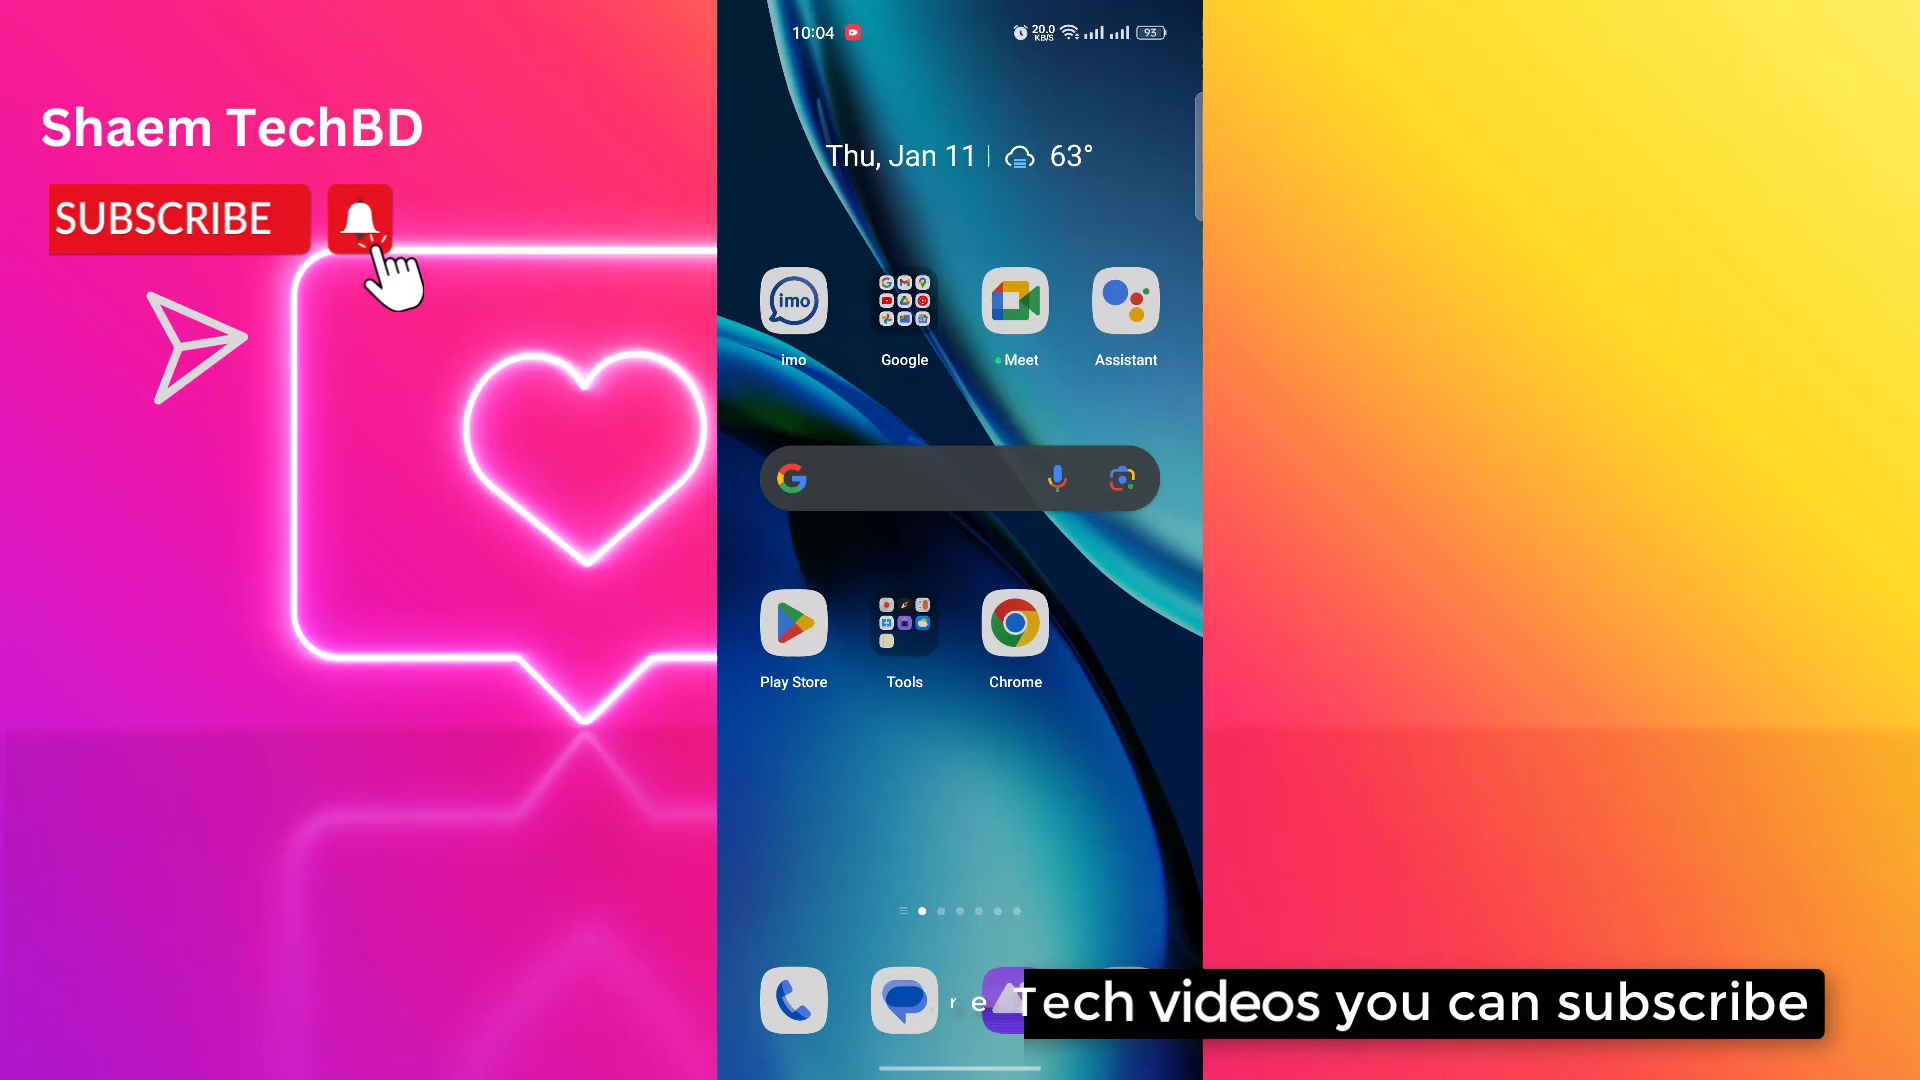 10:04
20.0
KB/S
93
Shaem TechBD
SUBSCRIBE
Thu, Jan 11 | 63°
imo
imo Google Meet Assistant
Play Store Tools Chrome
r e Tech videos you can subscribe